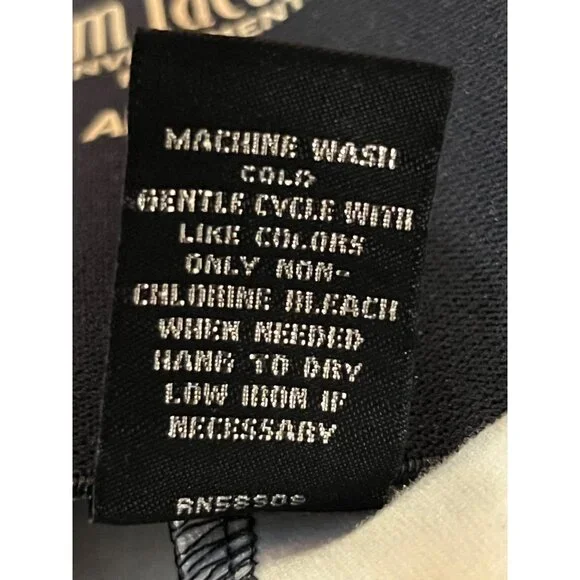 MACHINE WASH
COLD
GENTLE CYCLE WITH
LIKE COLORS
ONLY NON-
CHLORINE BLEACH
WHEN NEEDED
HANG TO DRY
LOW IRON IF
NECESSARY